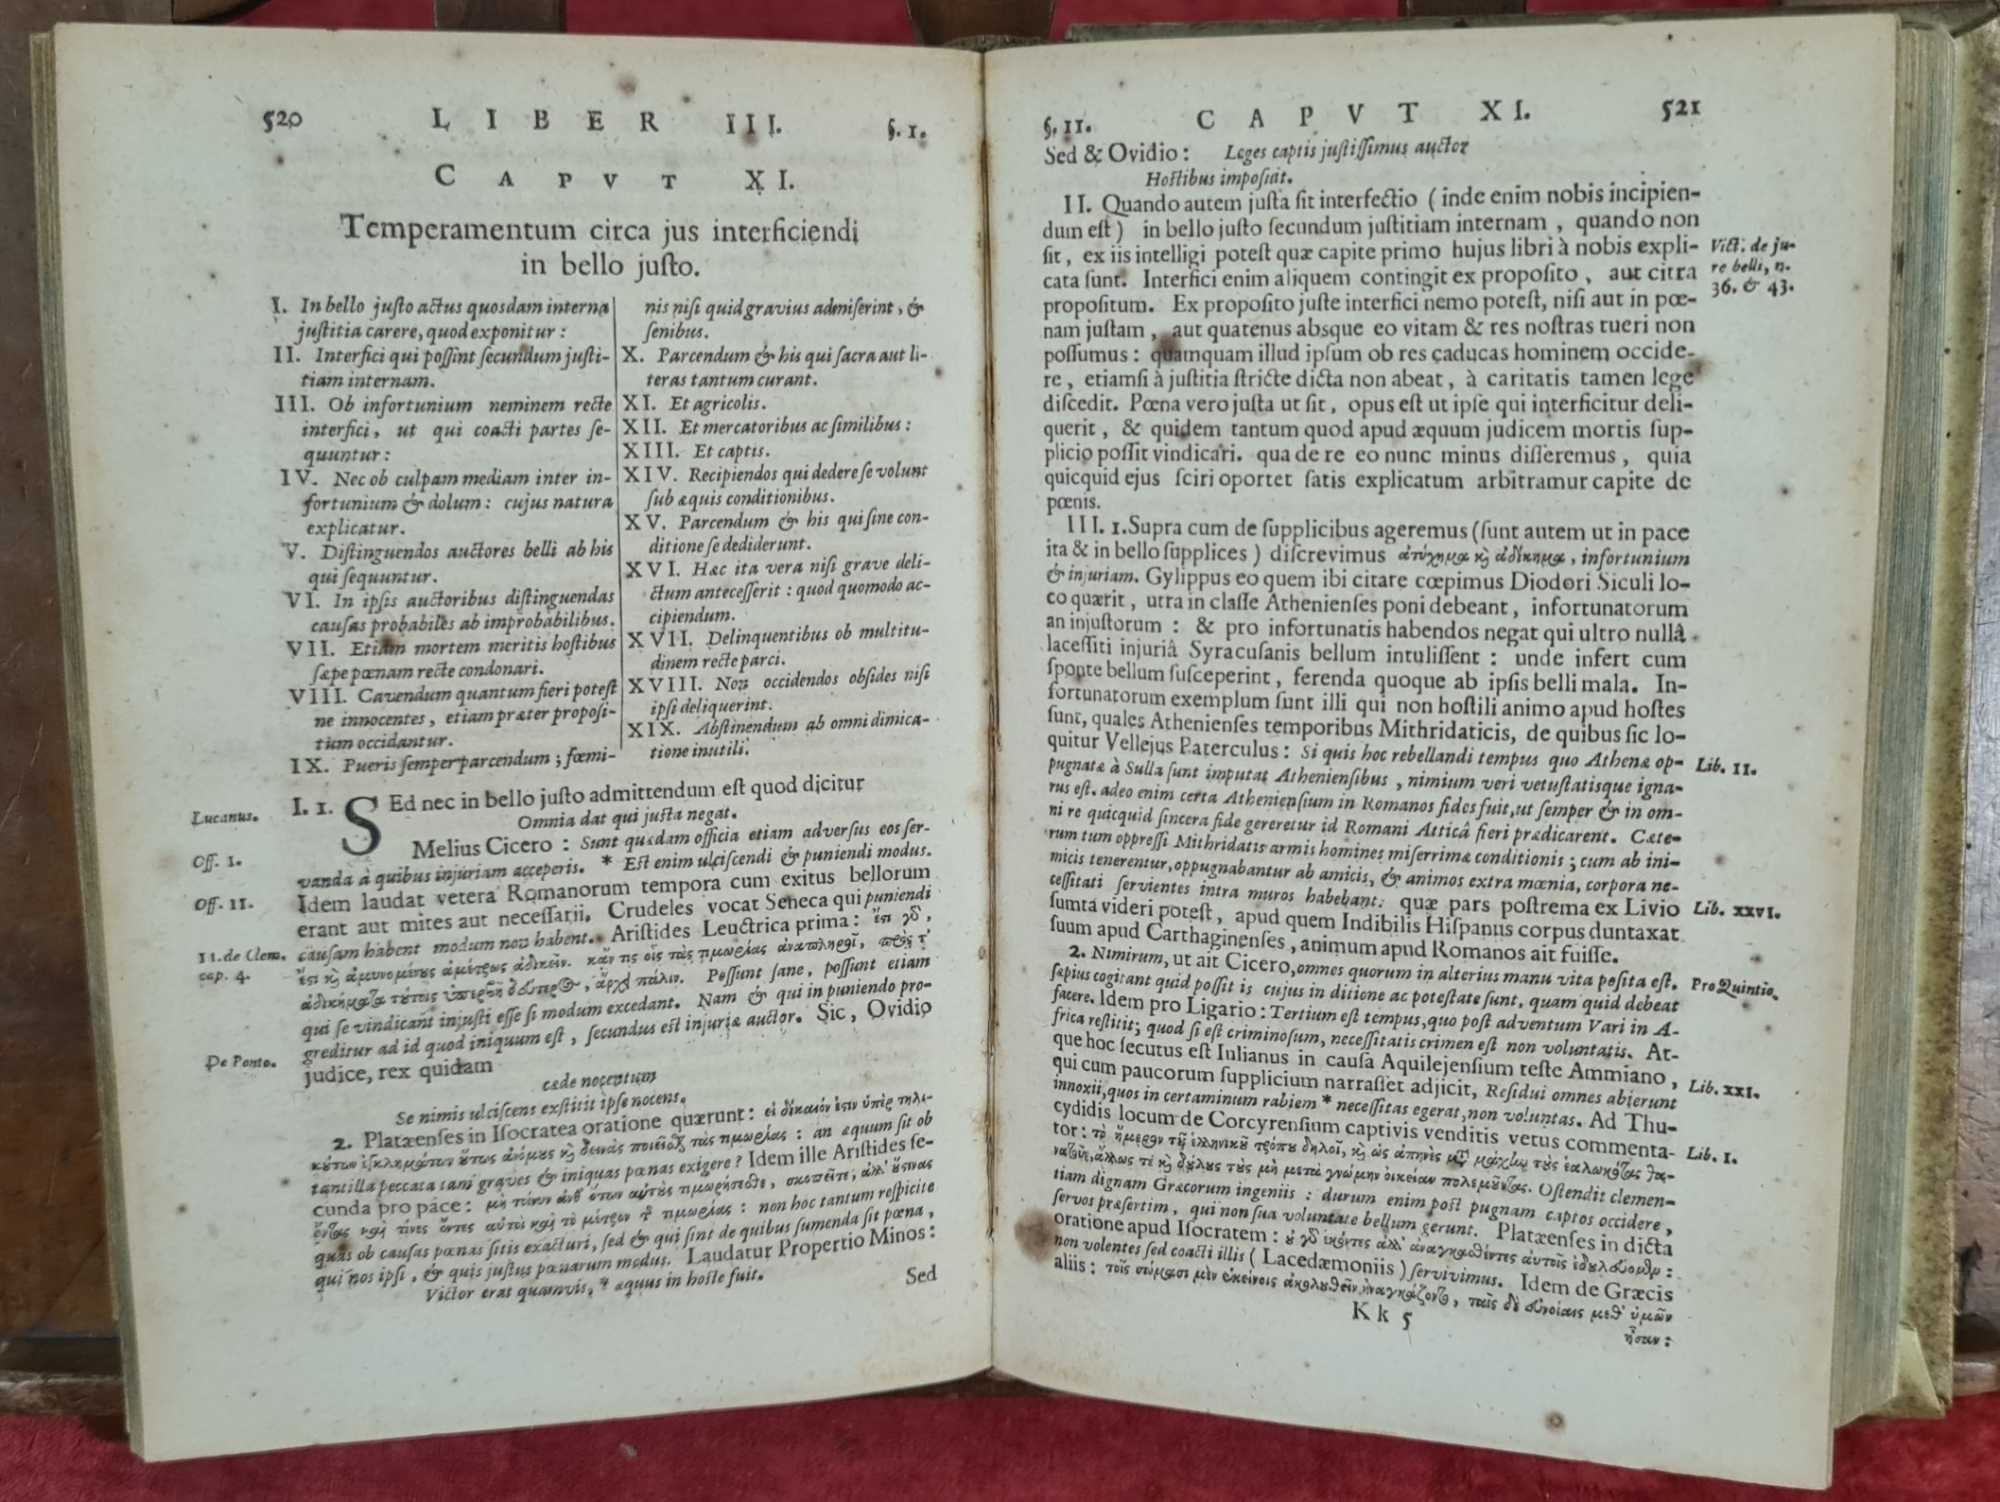 520 LIBER III. §. 1.
CAPVT XI.
Temperamentum circa jus interficiendi
in bello juſto.
I. In bello juſto actus quosdam interna
juſtitia carere, quod exponitur:
II. Interfici qui poſſint ſecundum juſti-
tiam internam.
III. Ob infortunium neminem recte
interfici, ut qui coacti partes ſe-
quuntur:
IV. Nec ob culpam mediam inter in-
fortunium & dolum: cujus natura
explicatur.
V. Diſtinguendos auctores belli ab his
qui ſequuntur.
VI. In ipſis auctoribus diſtinguendas
cauſas probabiles ab improbabilibus.
VII. Etiam mortem meritis hoſtibus
ſæpe pœnam recte condonari.
VIII. Cavendum quantum fieri poteſt
ne innocentes, etiam præter propoſi-
tum occidantur.
IX. Pueris ſemper parcendum; fœmi-
nis niſi quid gravius admiſerint, &
ſenibus.
X. Parcendum & his qui ſacra aut li-
teras tantum curant.
XI. Et agricolis.
XII. Et mercatoribus ac ſimilibus:
XIII. Et captis.
XIV. Recipiendos qui dedere ſe volunt
ſub æquis conditionibus.
XV. Parcendum & his qui ſine con-
ditione ſe dediderunt.
XVI. Hæc ita vera niſi grave deli-
ctum anteceſſerit: quod quomodo ac-
cipiendum.
XVII. Delinquentibus ob multitu-
dinem recte parci.
XVIII. Non occidendos obſides niſi
ipſi deliquerint.
XIX. Abſtinendum ab omni dimica-
tione inutili.
I. 1. SEd nec in bello juſto admittendum eſt quod dicitur
Lucanus.
Omnia dat qui juſta negat.
Melius Cicero: Sunt quædam officia etiam adverſus eos ſer-
Off. I.
vanda à quibus injuriam acceperis. * Eſt enim ulciſcendi & puniendi modus.
Idem laudat vetera Romanorum tempora cum exitus bellorum
Off. II.
erant aut mites aut neceſſarii. Crudeles vocat Seneca qui puniendi
cauſam habent modum non habent. Ariſtides Leuctrica prima:
II. de Clem.
cap. 4.
qui ſe vindicant injuſti eſſe ſi modum excedant. Nam & qui in puniendo pro-
greditur ad id quod iniquum eſt, ſecundus eſt injuriæ auctor. Sic, Ovidio
De Ponto.
judice, rex quidam
cæde nocentum
Se nimis ulciſcens exſtitit ipſe nocens.
2. Platæenſes in Iſocratea oratione quærunt: εἰ δίκαιόν ἐστιν ὑπὲρ τηλι-
tantilla peccata tam graves & iniquas pœnas exigere? Idem ille Ariſtides ſe-
cunda pro pace:
quas ob cauſas pœnas ſitis exacturi, ſed & qui ſint de quibus ſumenda ſit pœna,
qui nos ipſi, & quis juſtus pœnarum modus. Laudatur Propertio Minos:
Victor erat quamvis, * æquus in hoſte fuit.
Sed
§. 11. CAPVT XI. 521
Sed & Ovidio: Leges captis juſtiſſimus auctor
Hoſtibus impoſuit.
II. Quando autem juſta ſit interfectio (inde enim nobis incipien-
dum eſt) in bello juſto ſecundum juſtitiam internam, quando non
ſit, ex iis intelligi poteſt quæ capite primo hujus libri à nobis expli-
cata ſunt. Interfici enim aliquem contingit ex propoſito, aut citra
Vict. de ju-
re belli, n.
36. & 43.
propoſitum. Ex propoſito juſte interfici nemo poteſt, niſi aut in pœ-
nam juſtam, aut quatenus absque eo vitam & res noſtras tueri non
poſſumus: quamquam illud ipſum ob res caducas hominem occide-
re, etiamſi à juſtitia ſtricte dicta non abeat, à caritatis tamen lege
diſcedit. Pœna vero juſta ut ſit, opus eſt ut ipſe qui interficitur deli-
querit, & quidem tantum quod apud æquum judicem mortis ſup-
plicio poſſit vindicari. qua de re eo nunc minus diſſeremus, quia
quicquid ejus ſciri oportet ſatis explicatum arbitramur capite de
pœnis.
III. 1. Supra cum de ſupplicibus ageremus (ſunt autem ut in pace
ita & in bello ſupplices) diſcrevimus ἀτύχημα καὶ ἀδίκημα, infortunium
& injuriam. Gylippus eo quem ibi citare cœpimus Diodori Siculi lo-
co quærit, utra in claſſe Athenienſes poni debeant, infortunatorum
an injuſtorum: & pro infortunatis habendos negat qui ultro nullâ
laceſſiti injuriâ Syracuſanis bellum intuliſſent: unde infert cum
ſponte bellum ſuſceperint, ferenda quoque ab ipſis belli mala. In-
fortunatorum exemplum ſunt illi qui non hoſtili animo apud hoſtes
ſunt, quales Athenienſes temporibus Mithridaticis, de quibus ſic lo-
quitur Vellejus Paterculus: Si quis hoc rebellandi tempus quo Athenæ op-
Lib. II.
pugnatæ à Sulla ſunt imputat Athenienſibus, nimium veri vetuſtatisque igna-
rus eſt. adeo enim certa Athenienſium in Romanos fides fuit, ut ſemper & in om-
ni re quicquid ſincera fide gereretur id Romani Atticâ fieri prædicarent. Cæte-
rum tum oppreſſi Mithridatis armis homines miſerrimæ conditionis; cum ab ini-
micis tenerentur, oppugnabantur ab amicis, & animos extra mœnia, corpora ne-
ceſſitati ſervientes intra muros habebant: quæ pars poſtrema ex Livio
Lib. XXVI.
ſumta videri poteſt, apud quem Indibilis Hiſpanus corpus duntaxat
ſuum apud Carthaginenſes, animum apud Romanos ait fuiſſe.
2. Nimirum, ut ait Cicero, omnes quorum in alterius manu vita poſita eſt.
Pro Quintio.
ſæpius cogitant quid poſſit is cujus in ditione ac poteſtate ſunt, quam quid debeat
facere. Idem pro Ligario: Tertium eſt tempus, quo poſt adventum Vari in A-
frica reſtitit; quod ſi eſt criminoſum, neceſſitatis crimen eſt non voluntatis. At-
que hoc ſecutus eſt Iulianus in cauſa Aquilejenſium teſte Ammiano,
Lib. XXI.
qui cum paucorum ſupplicium narraſſet adjicit, Reſidui omnes abierunt
innoxii, quos in certaminum rabiem * neceſſitas egerat, non voluntas. Ad Thu-
cydidis locum de Corcyrenſium captivis venditis vetus commenta-
Lib. I.
tor:
Oſtendit clemen-
tiam dignam Græcorum ingeniis: durum enim poſt pugnam captos occidere,
ſervos præſertim, qui non ſua voluntate bellum gerunt. Platæenſes in dicta
oratione apud Iſocratem:
non volentes ſed coacti illis (Lacedæmoniis) ſervivimus. Idem de Græcis
aliis: τοῖς σώμασι μὲν ἐκείνοις ἀκολουθεῖν
Kk 5
ἦσαν: